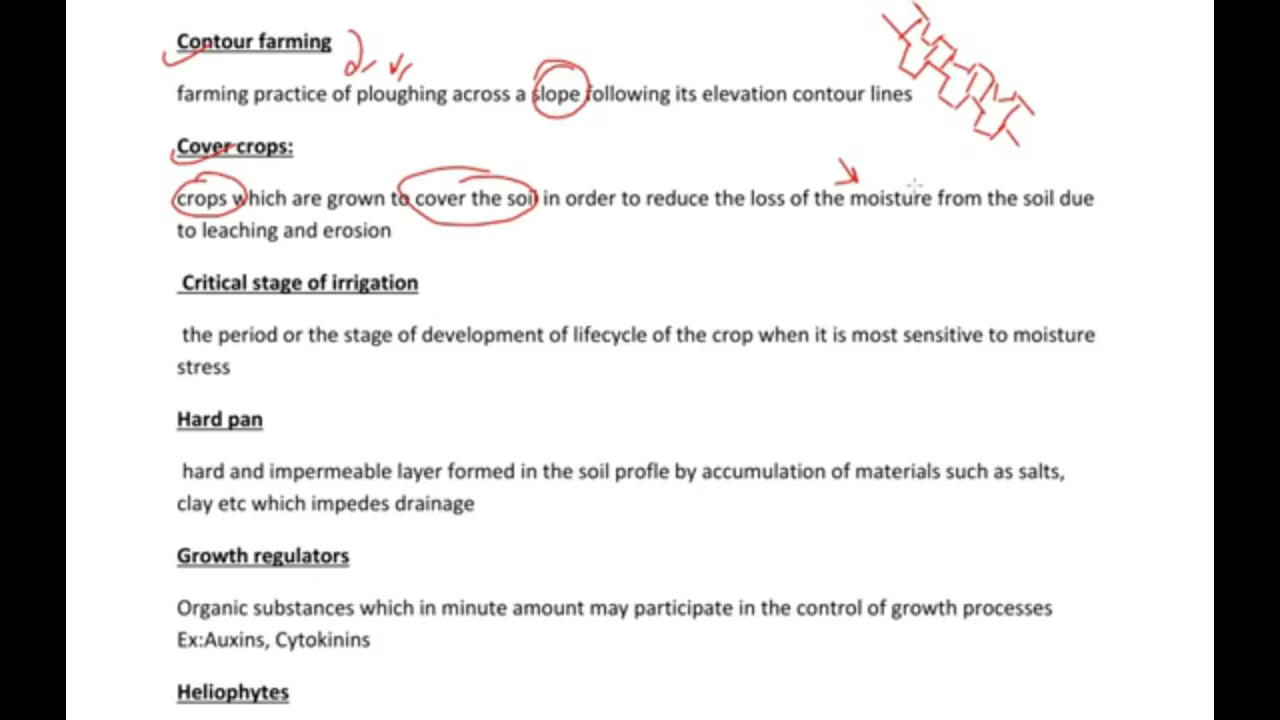 Contour farming
farming practice of ploughing across a slope following its elevation contour lines
Cover crops:
crops which are grown to cover the soil in order to reduce the loss of the moisture from the soil due
to leaching and erosion
Critical stage of irrigation
the period or the stage of development of lifecycle of the crop when it is most sensitive to moisture
stress
Hard pan
hard and impermeable layer formed in the soil profle by accumulation of materials such as salts,
clay etc which impedes drainage
Growth regulators
Organic substances which in minute amount may participate in the control of growth processes
Ex:Auxins, Cytokinins
Heliophytes